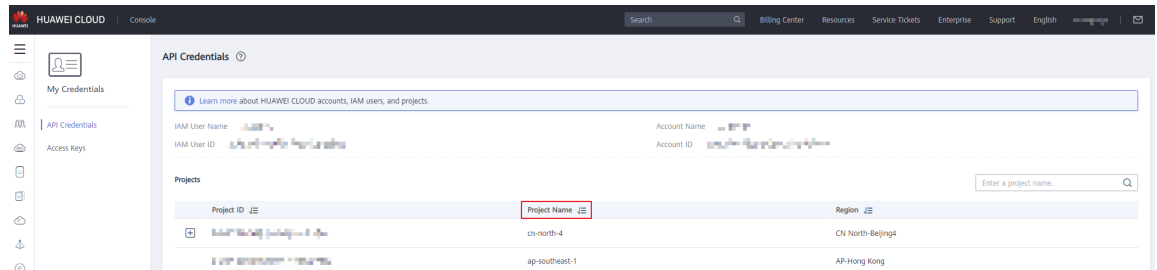 HUAWEI HUAWEI CLOUD Console Search Billing Center Resources Service Tickets Enterprise Support English
API Credentials
My Credentials
Learn more about HUAWEI CLOUD accounts, IAM users, and projects.
API Credentials
IAM User Name Account Name
Access Keys
IAM User ID Account ID
Projects
Enter a project name.
Project ID Project Name Region
cn-north-4 CN North-Beijing4
ap-southeast-1 AP-Hong Kong